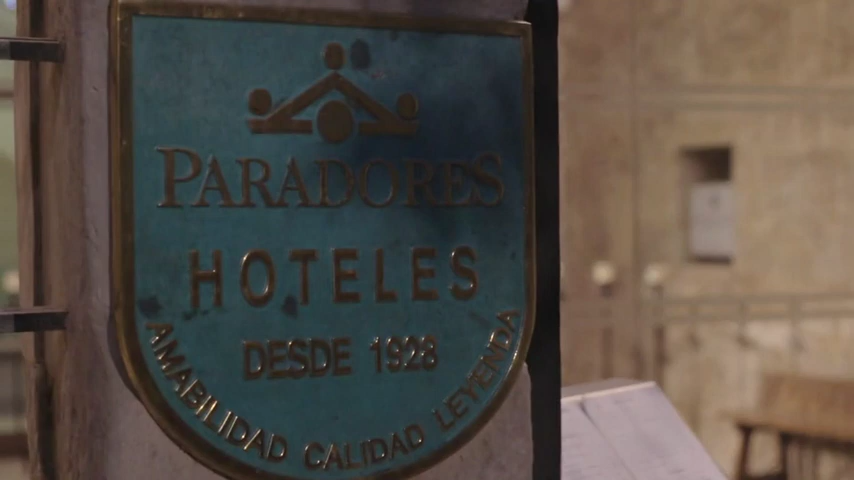 PARADORES
HOTELES
DESDE 1928
AMABILIDAD CALIDAD LEYENDA